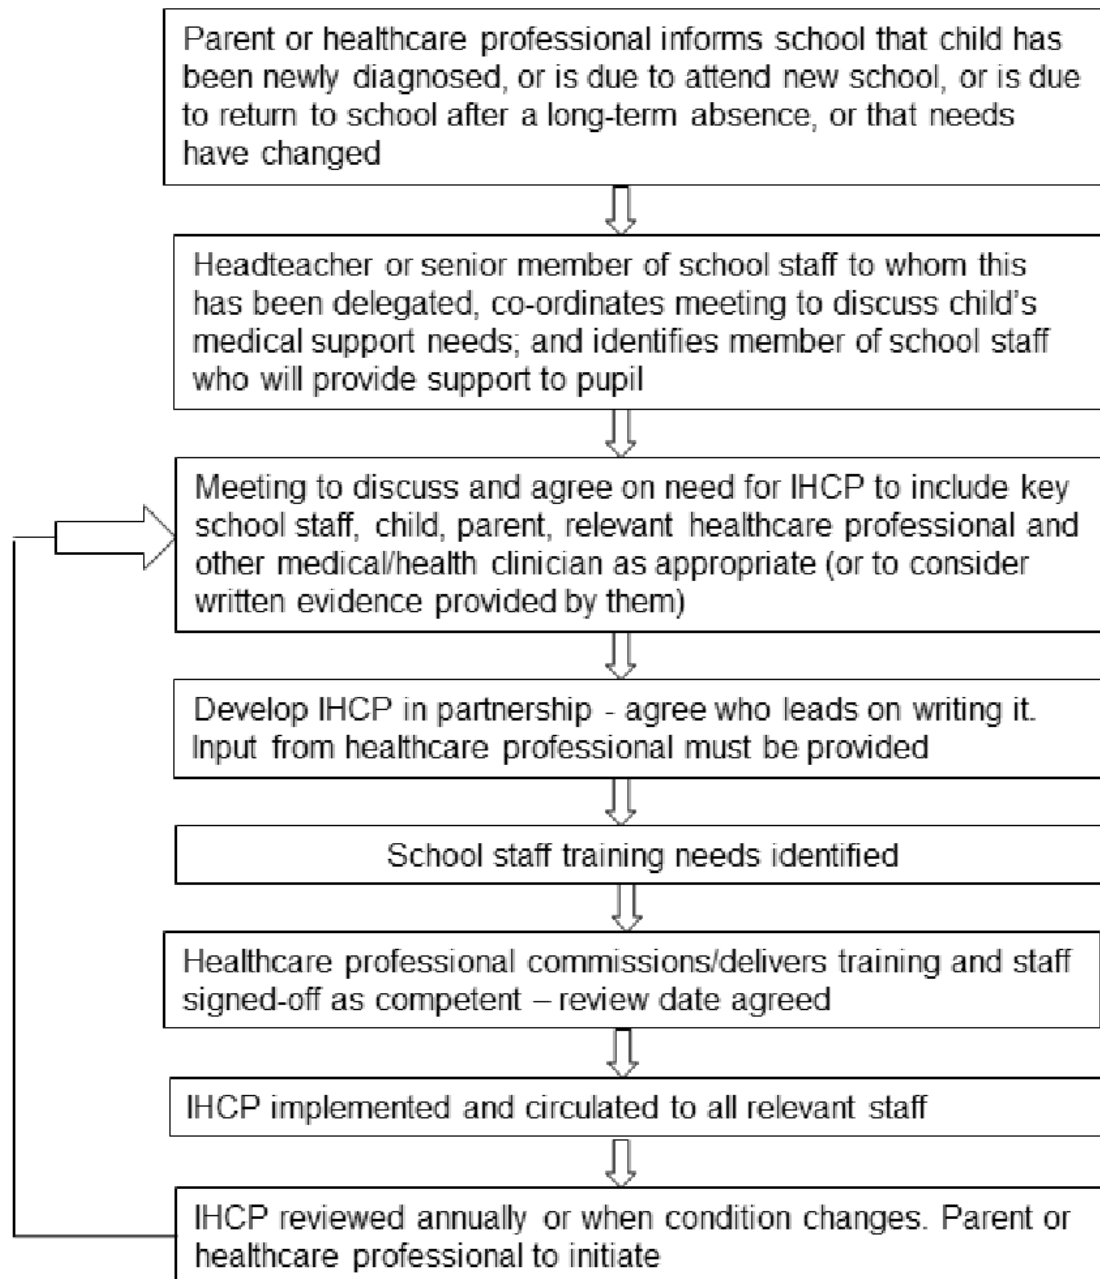 Parent or healthcare professional informs school that child has
been newly diagnosed, or is due to attend new school, or is due
to return to school after a long-term absence, or that needs
have changed
Headteacher or senior member of school staff to whom this
has been delegated, co-ordinates meeting to discuss child's
medical support needs; and identifies member of school staff
who will provide support to pupil
Meeting to discuss and agree on need for IHCP to include key
school staff, child, parent, relevant healthcare professional and
other medical/health clinician as appropriate (or to consider
written evidence provided by them)
Develop IHCP in partnership - agree who leads on writing it.
Input from healthcare professional must be provided
School staff training needs identified
Healthcare professional commissions/delivers training and staff
signed-off as competent – review date agreed
IHCP implemented and circulated to all relevant staff
IHCP reviewed annually or when condition changes. Parent or
healthcare professional to initiate